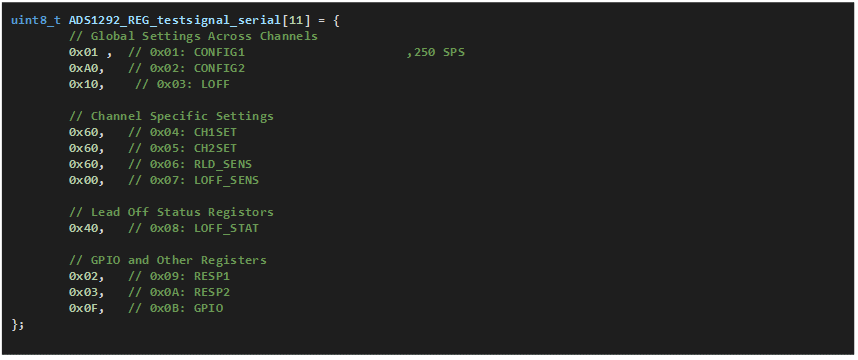 uint8_t ADS1292_REG_testsignal_serial[11] = {
// Global Settings Across Channels
0x01 , // 0x01: CONFIG1 ,250 SPS
0xA0, // 0x02: CONFIG2
0x10, // 0x03: LOFF
// Channel Specific Settings
0x60, // 0x04: CH1SET
0x60, // 0x05: CH2SET
0x60, // 0x06: RLD_SENS
0x00, // 0x07: LOFF_SENS
// Lead Off Status Registors
0x40, // 0x08: LOFF_STAT
// GPIO and Other Registers
0x02, // 0x09: RESP1
0x03, // 0x0A: RESP2
0x0F, // 0x0B: GPIO
};